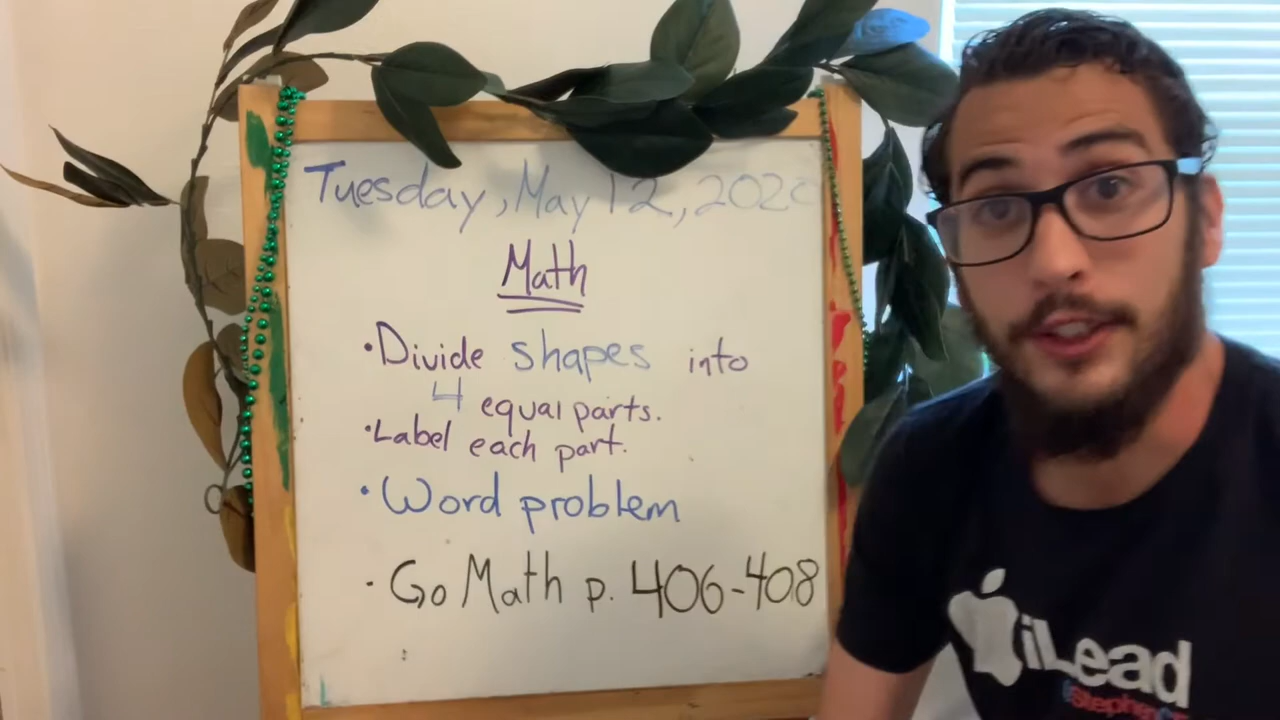 Tuesday, May 12, 2020
Math
• Divide shapes into
4 equal parts.
• Label each part.
• Word problem
• Go Math p. 406-408
iLead